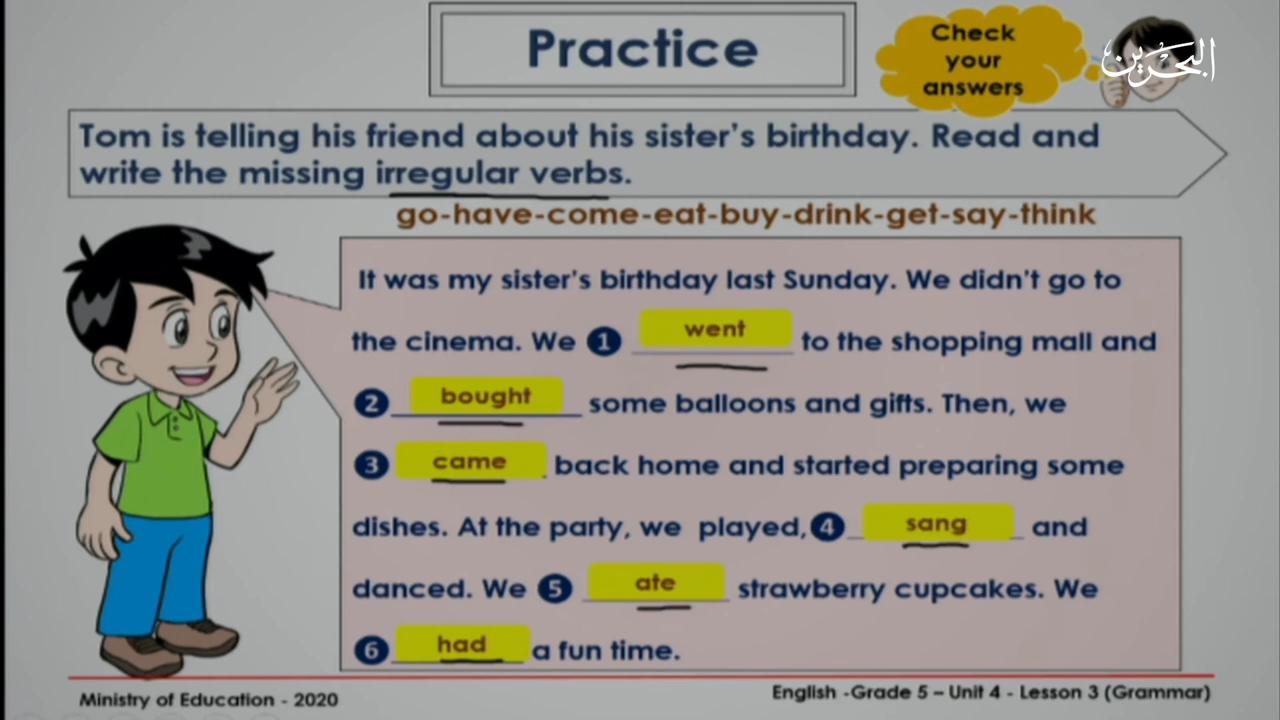 Practice
Check
your
answers
البحرين
Tom is telling his friend about his sister's birthday. Read and
write the missing irregular verbs.
go-have-come-eat-buy-drink-get-say-think
It was my sister's birthday last Sunday. We didn't go to
the cinema. We 1 went to the shopping mall and
2 bought some balloons and gifts. Then, we
3 came back home and started preparing some
dishes. At the party, we played, 4 sang and
danced. We 5 ate strawberry cupcakes. We
6 had a fun time.
Ministry of Education - 2020
English -Grade 5 – Unit 4 - Lesson 3 (Grammar)